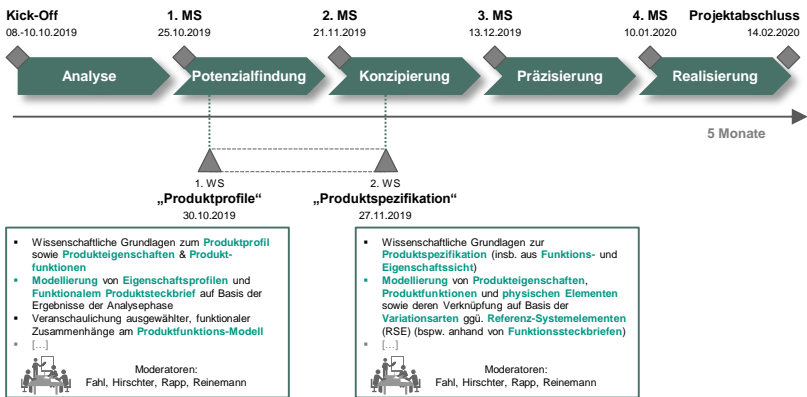 Kick-Off
08.-10.10.2019
1. MS
25.10.2019
2. MS
21.11.2019
3. MS
13.12.2019
4. MS
10.01.2020
Projektabschluss
14.02.2020
Analyse
Potenzialfindung
Konzipierung
Präzisierung
Realisierung
5 Monate
1. WS
„Produktprofile“
30.10.2019
2. WS
„Produktspezifikation“
27.11.2019
▪ Wissenschaftliche Grundlagen zum Produktprofil
sowie Produkteigenschaften & Produkt-
funktionen
▪ Modellierung von Eigenschaftsprofilen und
Funktionalem Produktsteckbrief auf Basis der
Ergebnisse der Analysephase
▪ Veranschaulichung ausgewählter, funktionaler
Zusammenhänge am Produktfunktions-Modell
▪ [...]
Moderatoren:
Fahl, Hirschter, Rapp, Reinemann
▪ Wissenschaftliche Grundlagen zur
Produktspezifikation (insb. aus Funktions- und
Eigenschaftssicht)
▪ Modellierung von Produkteigenschaften,
Produktfunktionen und physischen Elementen
sowie deren Verknüpfung auf Basis der
Variationsarten ggü. Referenz-Systemelementen
(RSE) (bspw. anhand von Funktionssteckbriefen)
▪ [...]
Moderatoren:
Fahl, Hirschter, Rapp, Reinemann